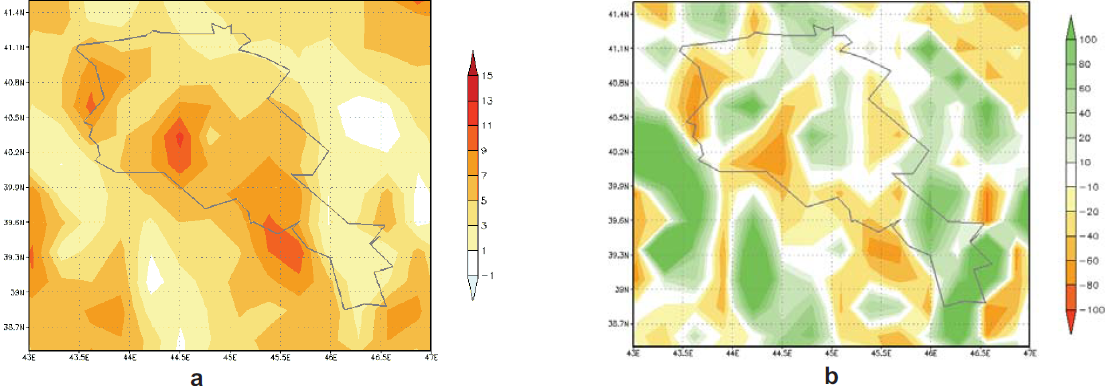 41.4N
41.1N
40.8N
40.5N
40.2N
39.9N
39.6N
39.3N
39N
38.7N
43E 43.5E 44E 44.5E 45E 45.5E 46E 46.5E 47E
15
13
11
9
7
5
3
1
−1
a
41.4N
41.1N
40.8N
40.5N
40.2N
39.9N
39.6N
39.3N
39N
38.7N
43E 43.5E 44E 44.5E 45E 45.5E 46E 46.5E 47E
100
80
60
40
20
10
−10
−20
−40
−60
−80
−100
b